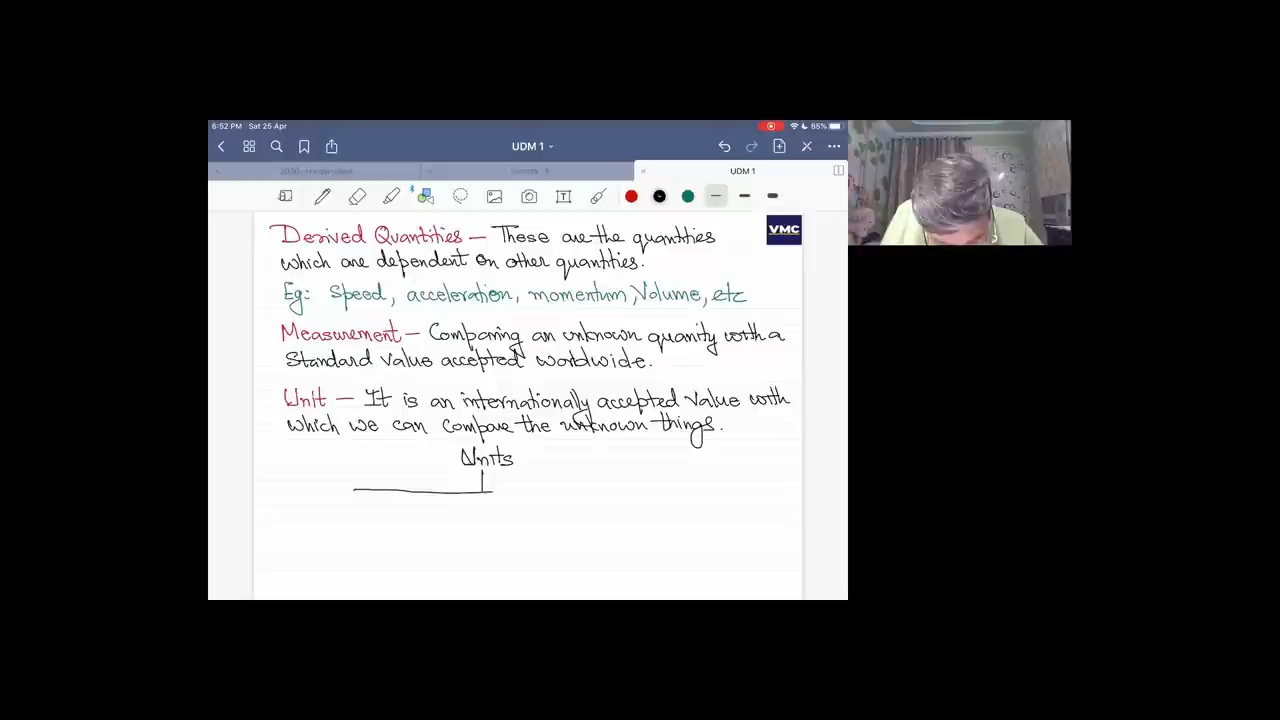 6:52 PM Sat 25 Apr
85%
UDM 1
UDM 1
VMC
Derived Quantities — These are the quantities
which are dependent on other quantities.
Eg: Speed, acceleration, momentum, Volume, etc
Measurement — Comparing an unknown quanity with a
Standard value accepted worldwide.
Unit — It is an internationally accepted value with
which we can compare the unknown things.
Units